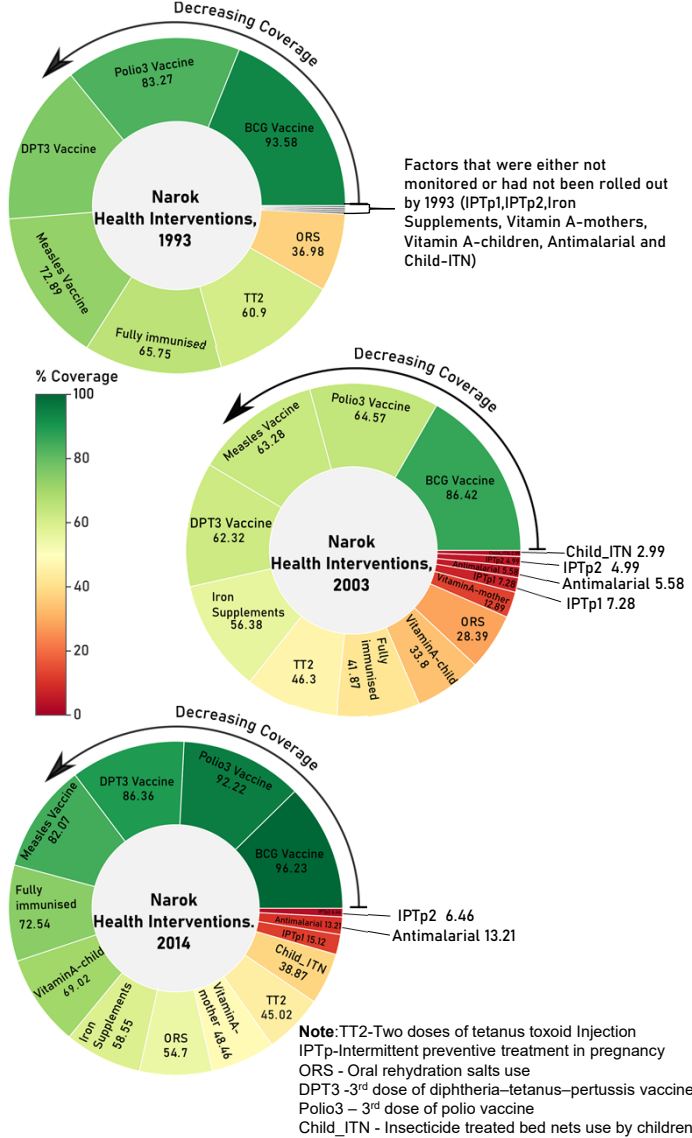 Decreasing Coverage
Polio3 Vaccine
83.27
BCG Vaccine
93.58
DPT3 Vaccine
Narok
Health Interventions,
1993
Measles Vaccine
72.89
Fully immunised
65.75
TT2
60.9
ORS
36.98
Factors that were either not
monitored or had not been rolled out
by 1993 (IPTp1,IPTp2,Iron
Supplements, Vitamin A-mothers,
Vitamin A-children, Antimalarial and
Child-ITN)
% Coverage
100
80
60
40
20
0
Decreasing Coverage
Polio3 Vaccine
64.57
Measles Vaccine
63.28
BCG Vaccine
86.42
DPT3 Vaccine
62.32
Narok
Health Interventions,
2003
Iron
Supplements
56.38
TT2
46.3
Fully
immunised
41.87
VitaminA-child
33.8
ORS
28.39
VitaminA-mother
12.89
IPTp1 7.28
Antimalarial 5.58
IPTp2 4.99
Child_ITN 2.99
IPTp2 4.99
Antimalarial 5.58
IPTp1 7.28
Decreasing Coverage
Polio3 Vaccine
92.22
DPT3 Vaccine
86.36
Measles Vaccine
82.07
BCG Vaccine
96.23
Fully
immunised
72.54
Narok
Health Interventions.
2014
VitaminA-child
69.02
Iron
Supplements
58.55
ORS
54.7
VitaminA-
mother 48.46
TT2
45.02
Child_ITN
38.87
IPTp1 15.12
Antimalarial 13.21
IPTp2 6.46
Antimalarial 13.21
Note:TT2-Two doses of tetanus toxoid Injection
IPTp-Intermittent preventive treatment in pregnancy
ORS - Oral rehydration salts use
DPT3 -3rd dose of diphtheria–tetanus–pertussis vaccine
Polio3 – 3rd dose of polio vaccine
Child_ITN - Insecticide treated bed nets use by children